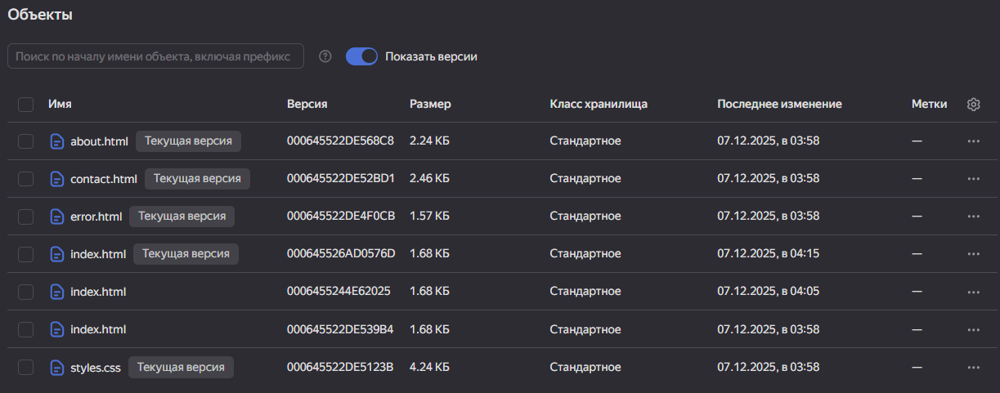 Объекты
Поиск по началу имени объекта, включая префикс ? Показать версии
Имя Версия Размер Класс хранилища Последнее изменение Метки
about.html Текущая версия 000645522DE568C8 2.24 КБ Стандартное 07.12.2025, в 03:58 —
contact.html Текущая версия 000645522DE52BD1 2.46 КБ Стандартное 07.12.2025, в 03:58 —
error.html Текущая версия 000645522DE4F0CB 1.57 КБ Стандартное 07.12.2025, в 03:58 —
index.html Текущая версия 000645526AD0576D 1.68 КБ Стандартное 07.12.2025, в 04:15 —
index.html 0006455244E62025 1.68 КБ Стандартное 07.12.2025, в 04:05 —
index.html 000645522DE539B4 1.68 КБ Стандартное 07.12.2025, в 03:58 —
styles.css Текущая версия 000645522DE5123B 4.24 КБ Стандартное 07.12.2025, в 03:58 —